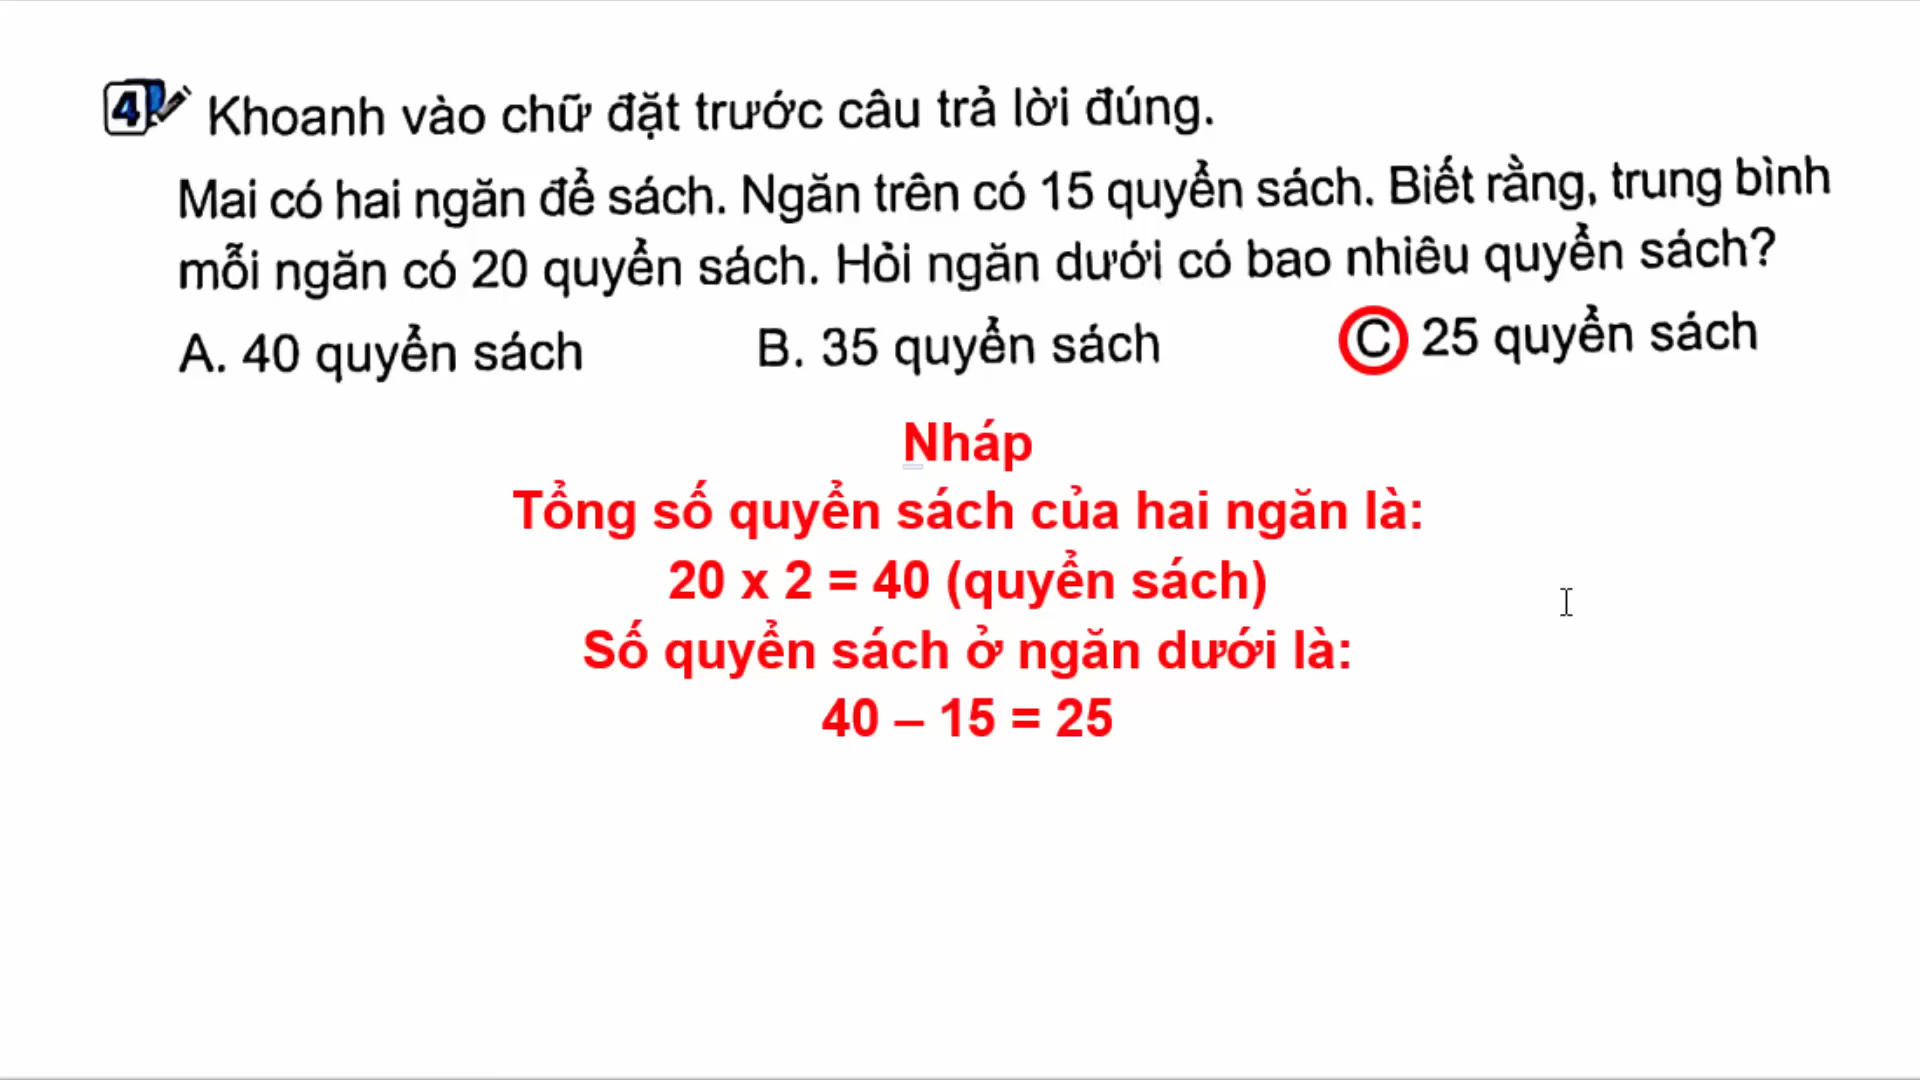 4 Khoanh vào chữ đặt trước câu trả lời đúng.
Mai có hai ngăn để sách. Ngăn trên có 15 quyển sách. Biết rằng, trung bình
mỗi ngăn có 20 quyển sách. Hỏi ngăn dưới có bao nhiêu quyển sách?
A. 40 quyển sách B. 35 quyển sách C 25 quyển sách
Nháp
Tổng số quyển sách của hai ngăn là:
20 x 2 = 40 (quyển sách)
Số quyển sách ở ngăn dưới là:
40 – 15 = 25